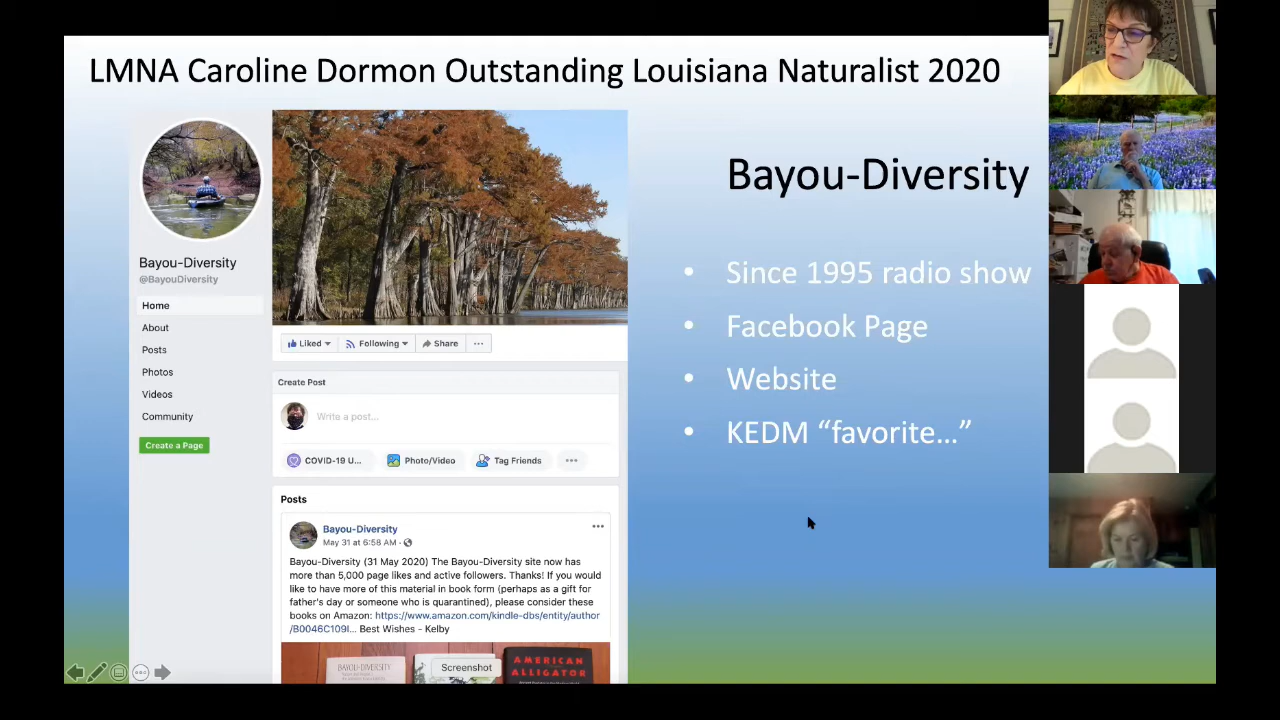 LMNA Caroline Dormon Outstanding Louisiana Naturalist 2020
Bayou-Diversity
@BayouDiversity
Home
About
Posts
Photos
Videos
Community
Create a Page
Liked
Following
Share
Create Post
Write a post...
COVID-19 U...
Photo/Video
Tag Friends
Posts
Bayou-Diversity
May 31 at 6:58 AM ·
Bayou-Diversity (31 May 2020) The Bayou-Diversity site now has
more than 5,000 page likes and active followers. Thanks! If you would
like to have more of this material in book form (perhaps as a gift for
father's day or someone who is quarantined), please consider these
books on Amazon: https://www.amazon.com/kindle-dbs/entity/author
/B0046C109I... Best Wishes - Kelby
BAYOU-DIVERSITY
Screenshot
AMERICAN
ALLIGATOR
Bayou-Diversity
• Since 1995 radio show
• Facebook Page
• Website
• KEDM “favorite...”